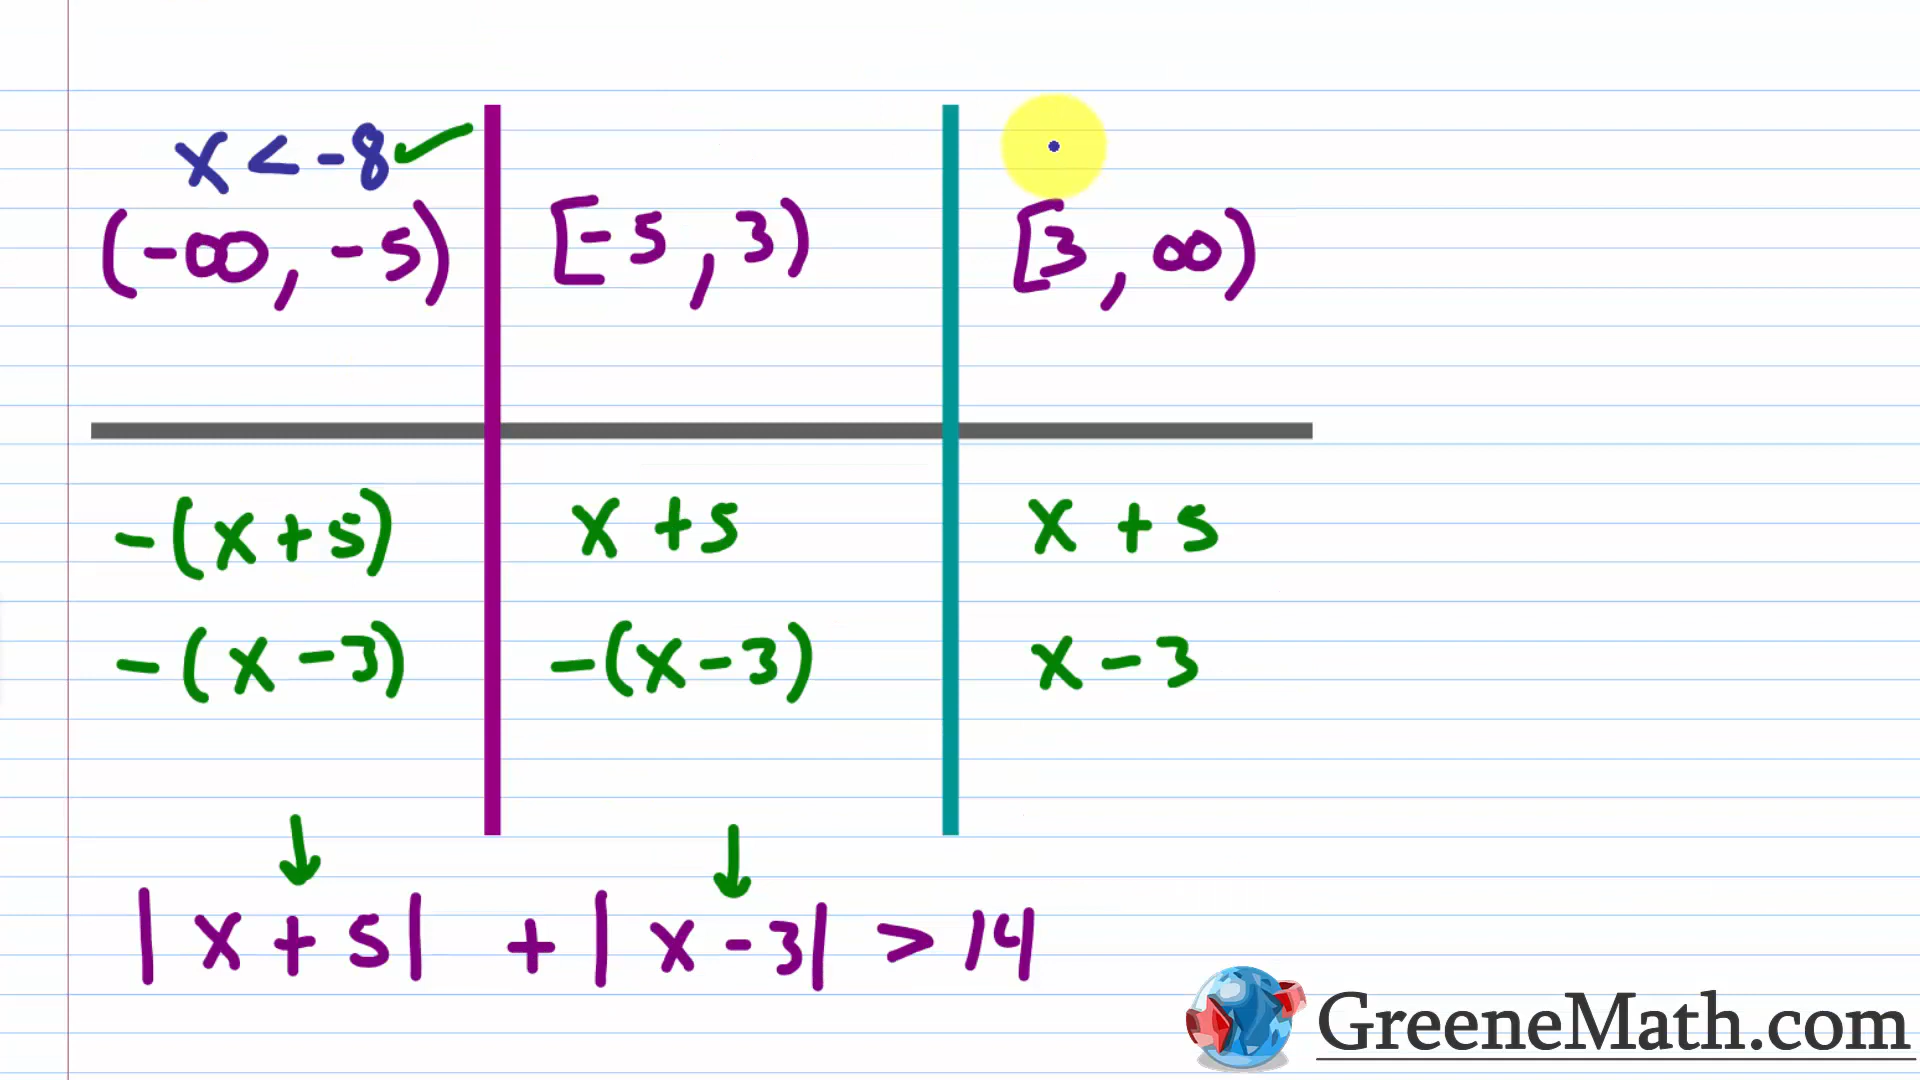 x < -8 ✓
(-∞, -5) [-5, 3) [3, ∞)
-(x+5) x+5 x+5
-(x-3) -(x-3) x-3
|x+5| + |x-3| > 14
GreeneMath.com